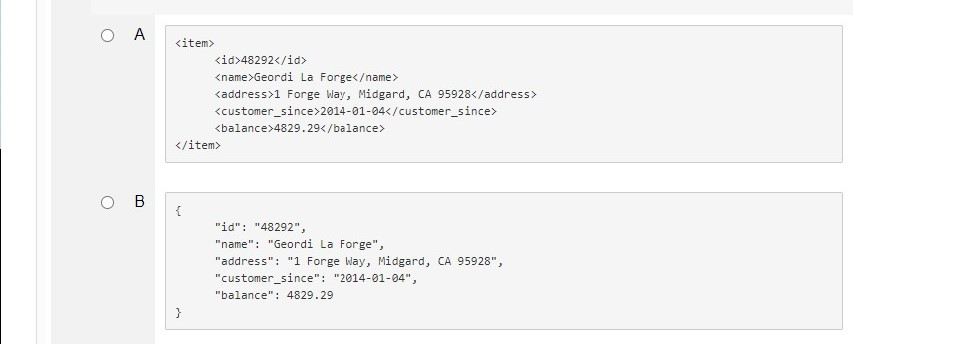 A
<item>
<id>48292</id>
<name>Geordi La Forge</name>
<address>1 Forge Way, Midgard, CA 95928</address>
<customer_since>2014-01-04</customer_since>
<balance>4829.29</balance>
</item>
B
{
"id": "48292",
"name": "Geordi La Forge",
"address": "1 Forge Way, Midgard, CA 95928",
"customer_since": "2014-01-04",
"balance": 4829.29
}